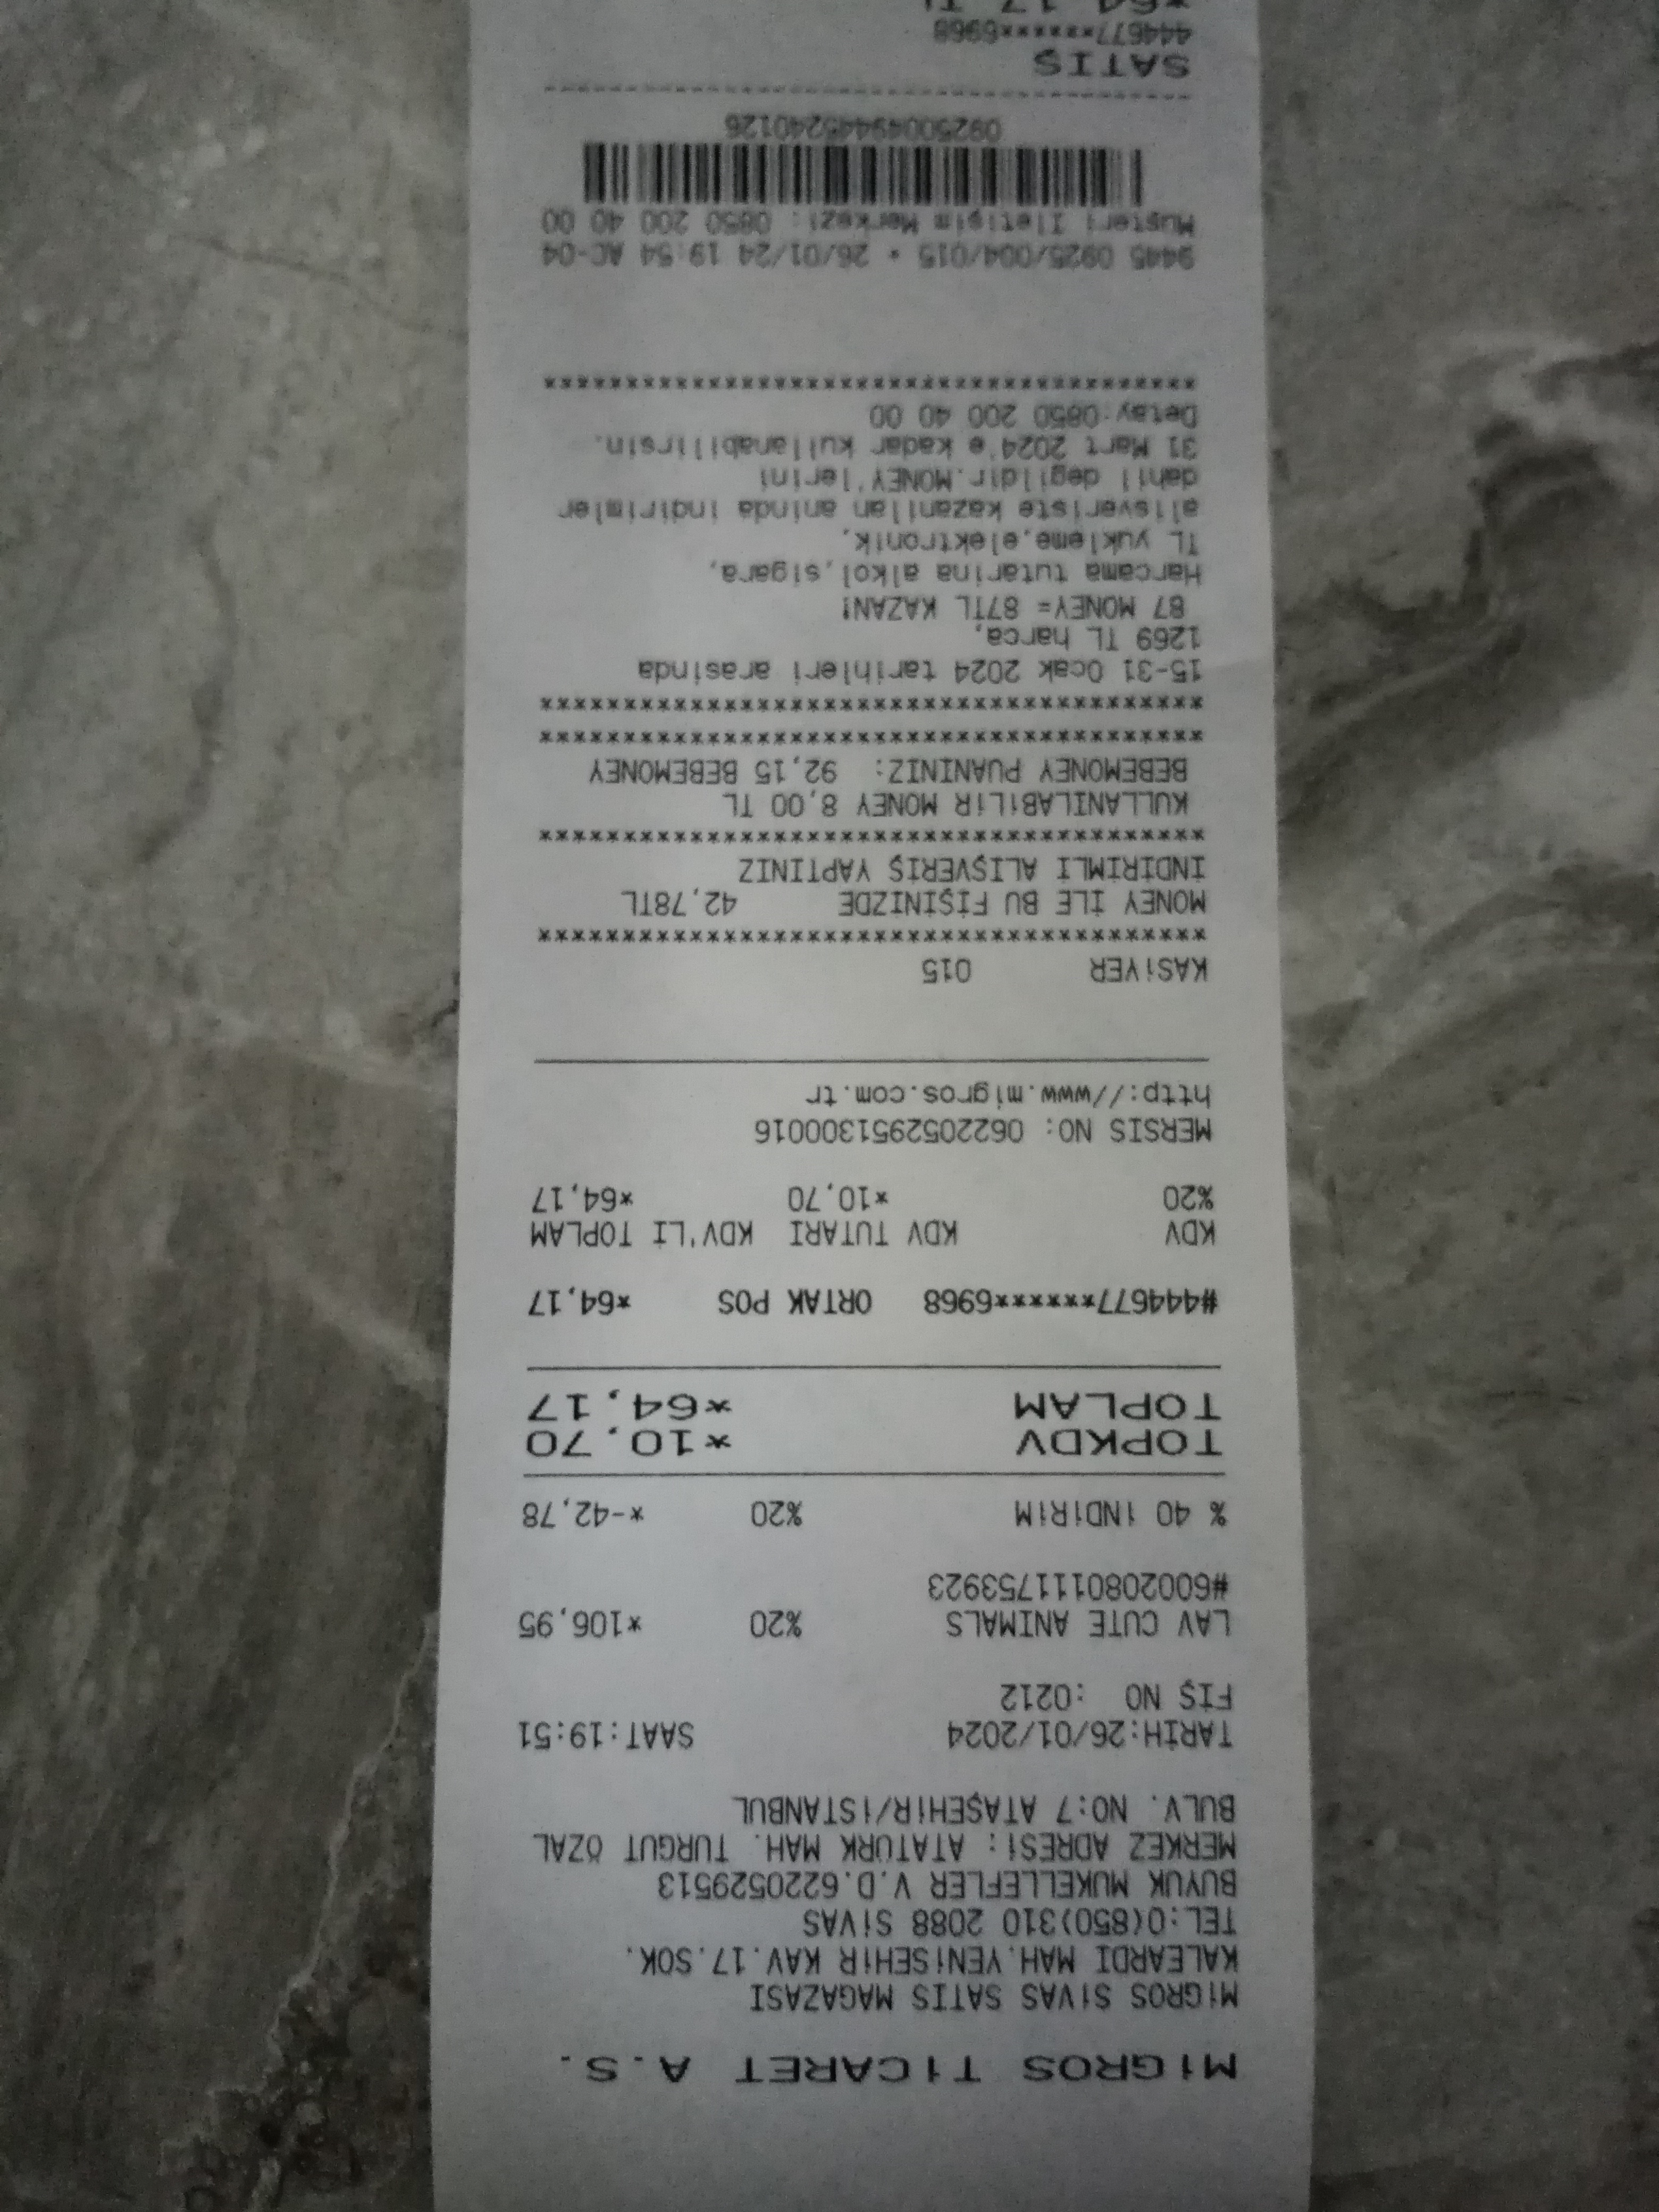 MİGROS TİCARET A.S.
MİGROS SİVAS SATIS MAGAZASI
KALEARDI MAH.YENİSEHİR KAV.17.SOK.
TEL:0(850)310 2088 SİVAS
BUYUK MUKELLEFLER V.D.6220529513
MERKEZ ADRESİ: ATATURK MAH. TURGUT ÖZAL
BULV. NO:7 ATAŞEHİR/İSTANBUL
TARİH:26/01/2024 SAAT:19:51
FİŞ NO :0212
LAV CUTE ANIMALS %20 *106,95
#6002080111753923
% 40 İNDİRİM %20 *-42,78
TOPKDV *10,70
TOPLAM *64,17
#444677*******6968 ORTAK POS *64,17
KDV KDV TUTARI KDV'LI TOPLAM
%20 *10,70 *64,17
MERSIS NO: 0622052951300016
http://www.migros.com.tr
KASİYER 015
****************************************
MONEY İLE BU FİŞİNİZDE 42,78TL
İNDİRİMLİ ALIŞVERİŞ YAPTINIZ
****************************************
KULLANILABİLİR MONEY 8,00 TL
BEBEMONEY PUANINIZ: 92,15 BEBEMONEY
****************************************
****************************************
15-31 Ocak 2024 tarihleri arasinda
1269 TL harca,
87 MONEY= 87TL KAZAN!
Harcama tutarina alkol,sigara,
TL yukleme,elektronik,
alisveriste kazanilan aninda indirimler
dahil degildir.MONEY'lerini
31 Mart 2024'e kadar kullanabilirsin.
Detay:0850 200 40 00
****************************************
9445 0925/004/015 * 26/01/24 19:54 AC-04
Müşteri İletişim Merkezi: 0850 200 40 00
09250049445240126
----------------------------------------
SATIŞ
444677*******6968
*64,17 TL